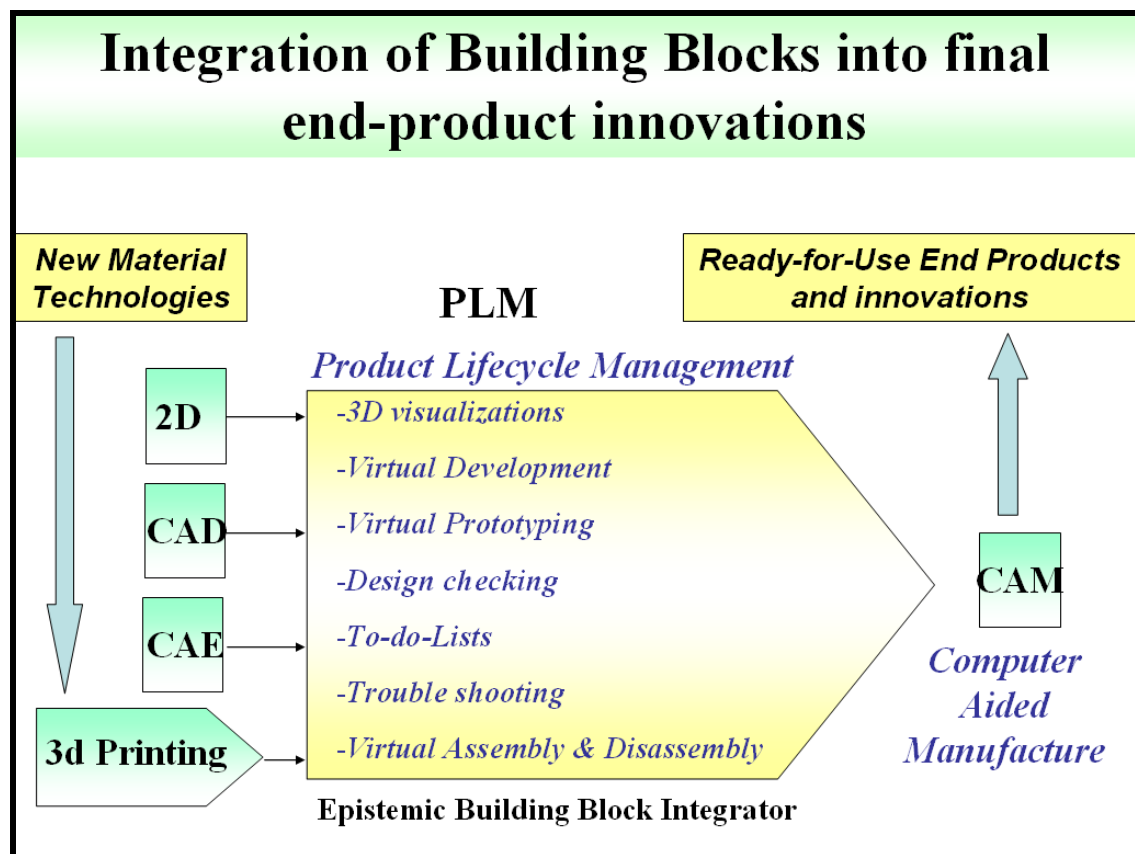 Integration of Building Blocks into final
end-product innovations
New Material
Technologies
Ready-for-Use End Products
and innovations
PLM
Product Lifecycle Management
2D
CAD
CAE
3d Printing
-3D visualizations
-Virtual Development
-Virtual Prototyping
-Design checking
-To-do-Lists
-Trouble shooting
-Virtual Assembly & Disassembly
Epistemic Building Block Integrator
CAM
Computer
Aided
Manufacture